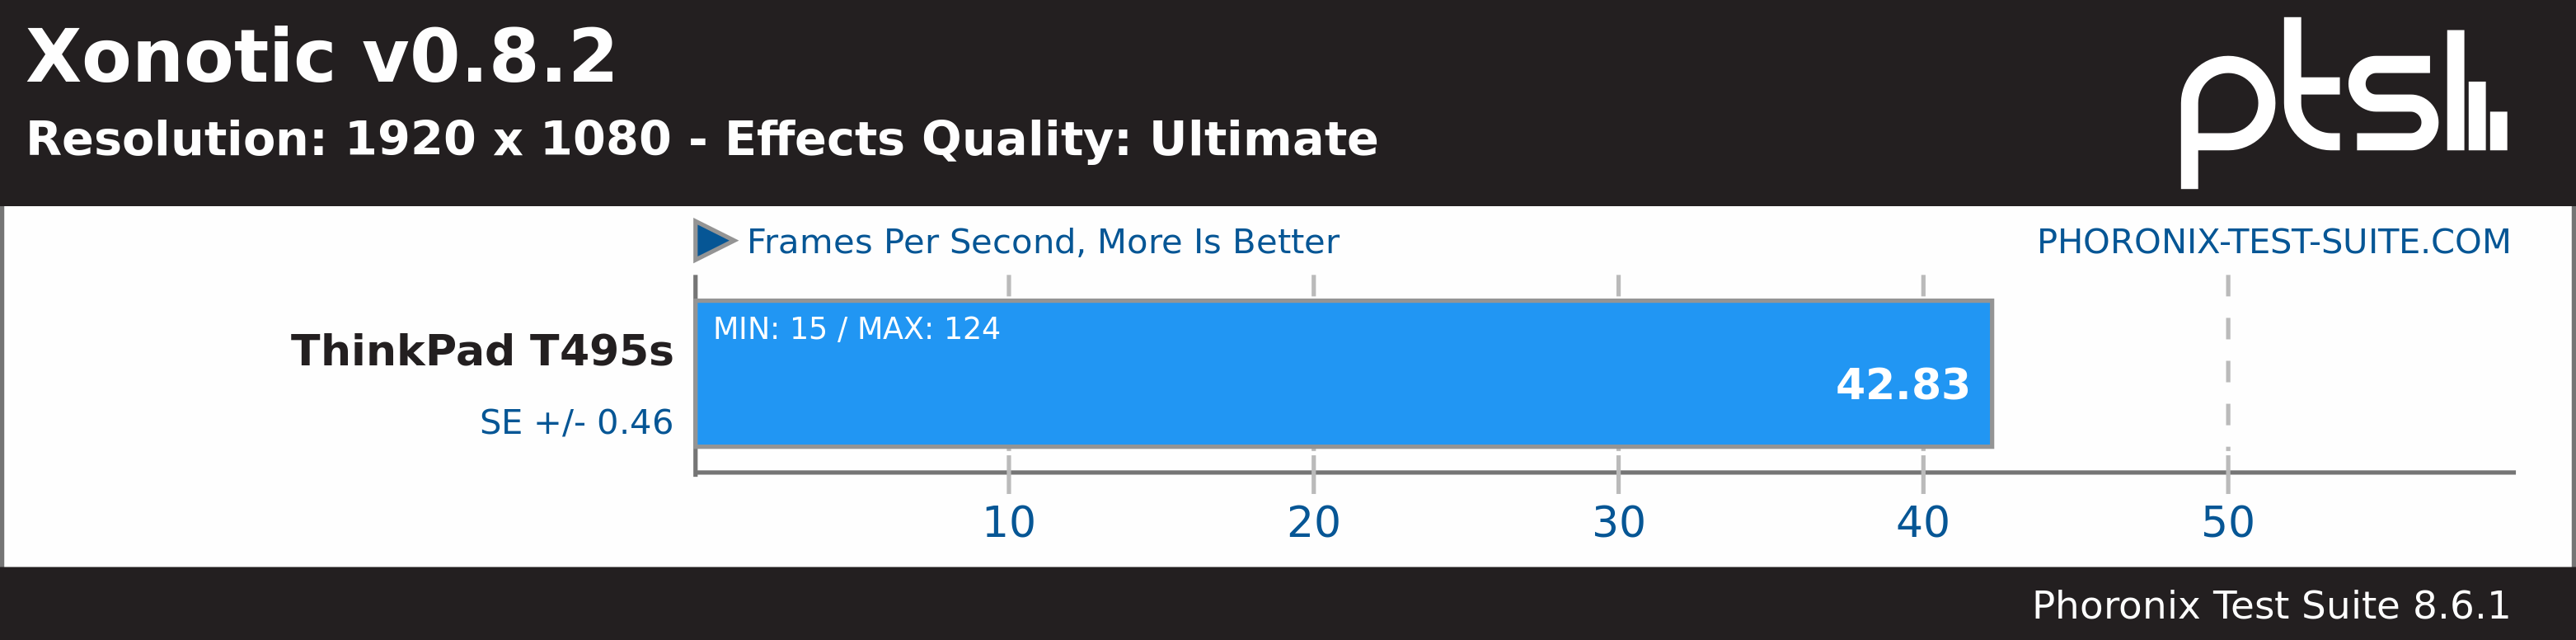 Xonotic v0.8.2
Resolution: 1920 x 1080 - Effects Quality: Ultimate
ptsl
Frames Per Second, More Is Better
PHORONIX-TEST-SUITE.COM
MIN: 15 / MAX: 124
ThinkPad T495s
42.83
SE +/- 0.46
10 20 30 40 50
Phoronix Test Suite 8.6.1